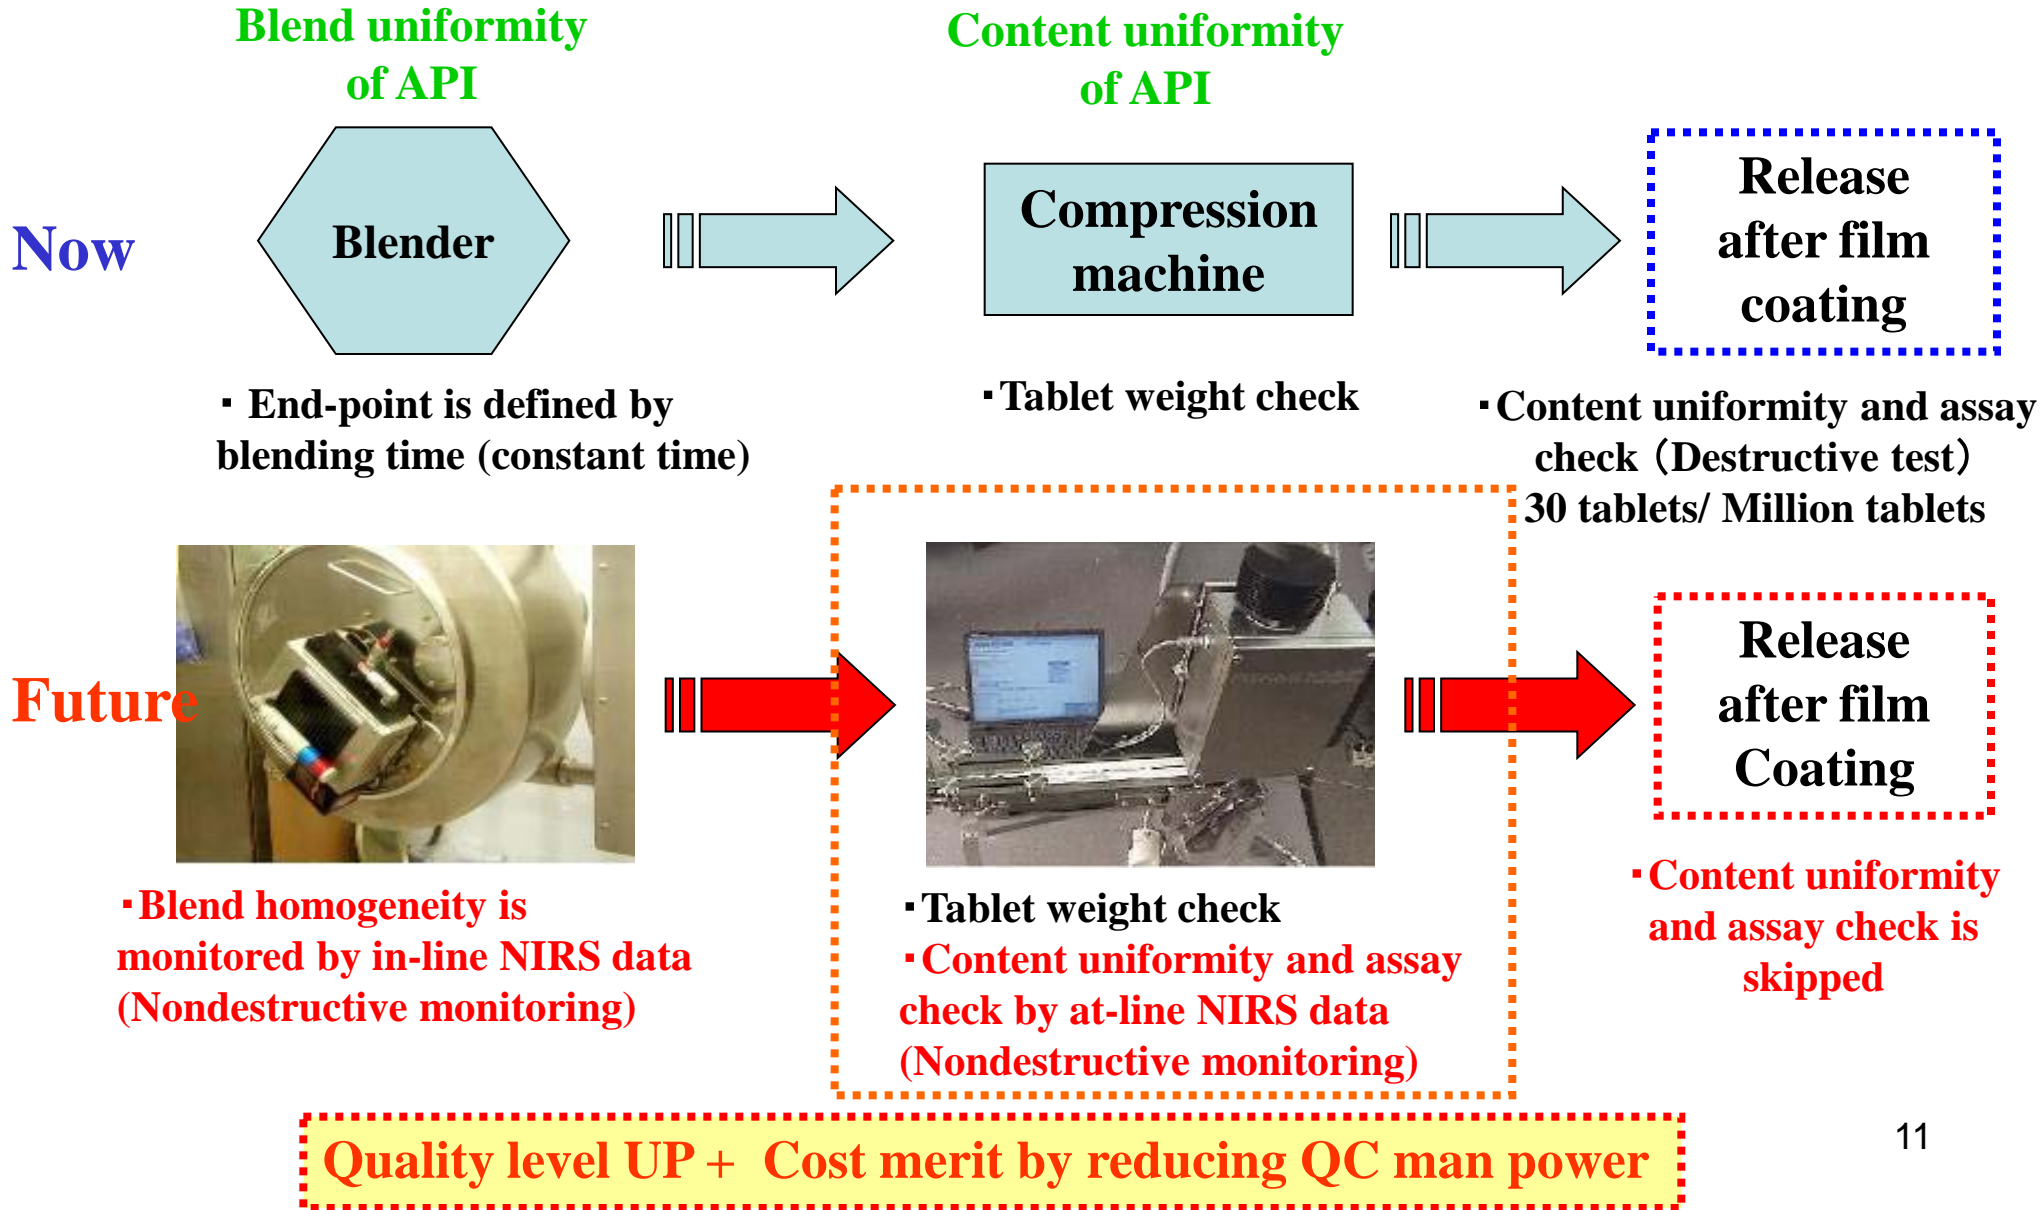 Blend uniformity
of API
Content uniformity
of API
Now
Blender
Compression
machine
Release
after film
coating
・ End-point is defined by
blending time (constant time)
・Tablet weight check
・Content uniformity and assay
check（Destructive test）
30 tablets/ Million tablets
Future
Release
after film
Coating
・Blend homogeneity is
monitored by in-line NIRS data
(Nondestructive monitoring)
・Tablet weight check
・Content uniformity and assay
check by at-line NIRS data
(Nondestructive monitoring)
・Content uniformity
and assay check is
skipped
Quality level UP + Cost merit by reducing QC man power
11